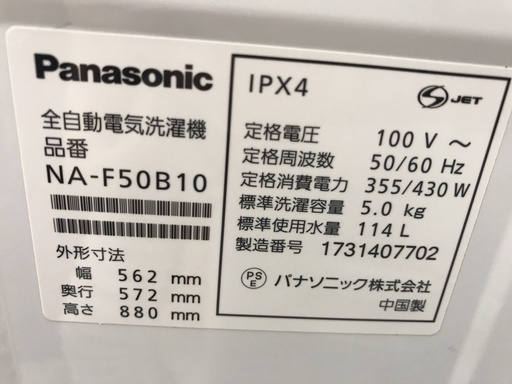 Panasonic
全自動電気洗濯機
品番
NA-F50B10
外形寸法
幅 562 mm
奥行 572 mm
高さ 880 mm
IPX4
S JET
定格電圧 100 V ～
定格周波数 50/60 Hz
定格消費電力 355/430 W
標準洗濯容量 5.0 kg
標準使用水量 114 L
製造番号 1731407702
PS E パナソニック株式会社
中国製